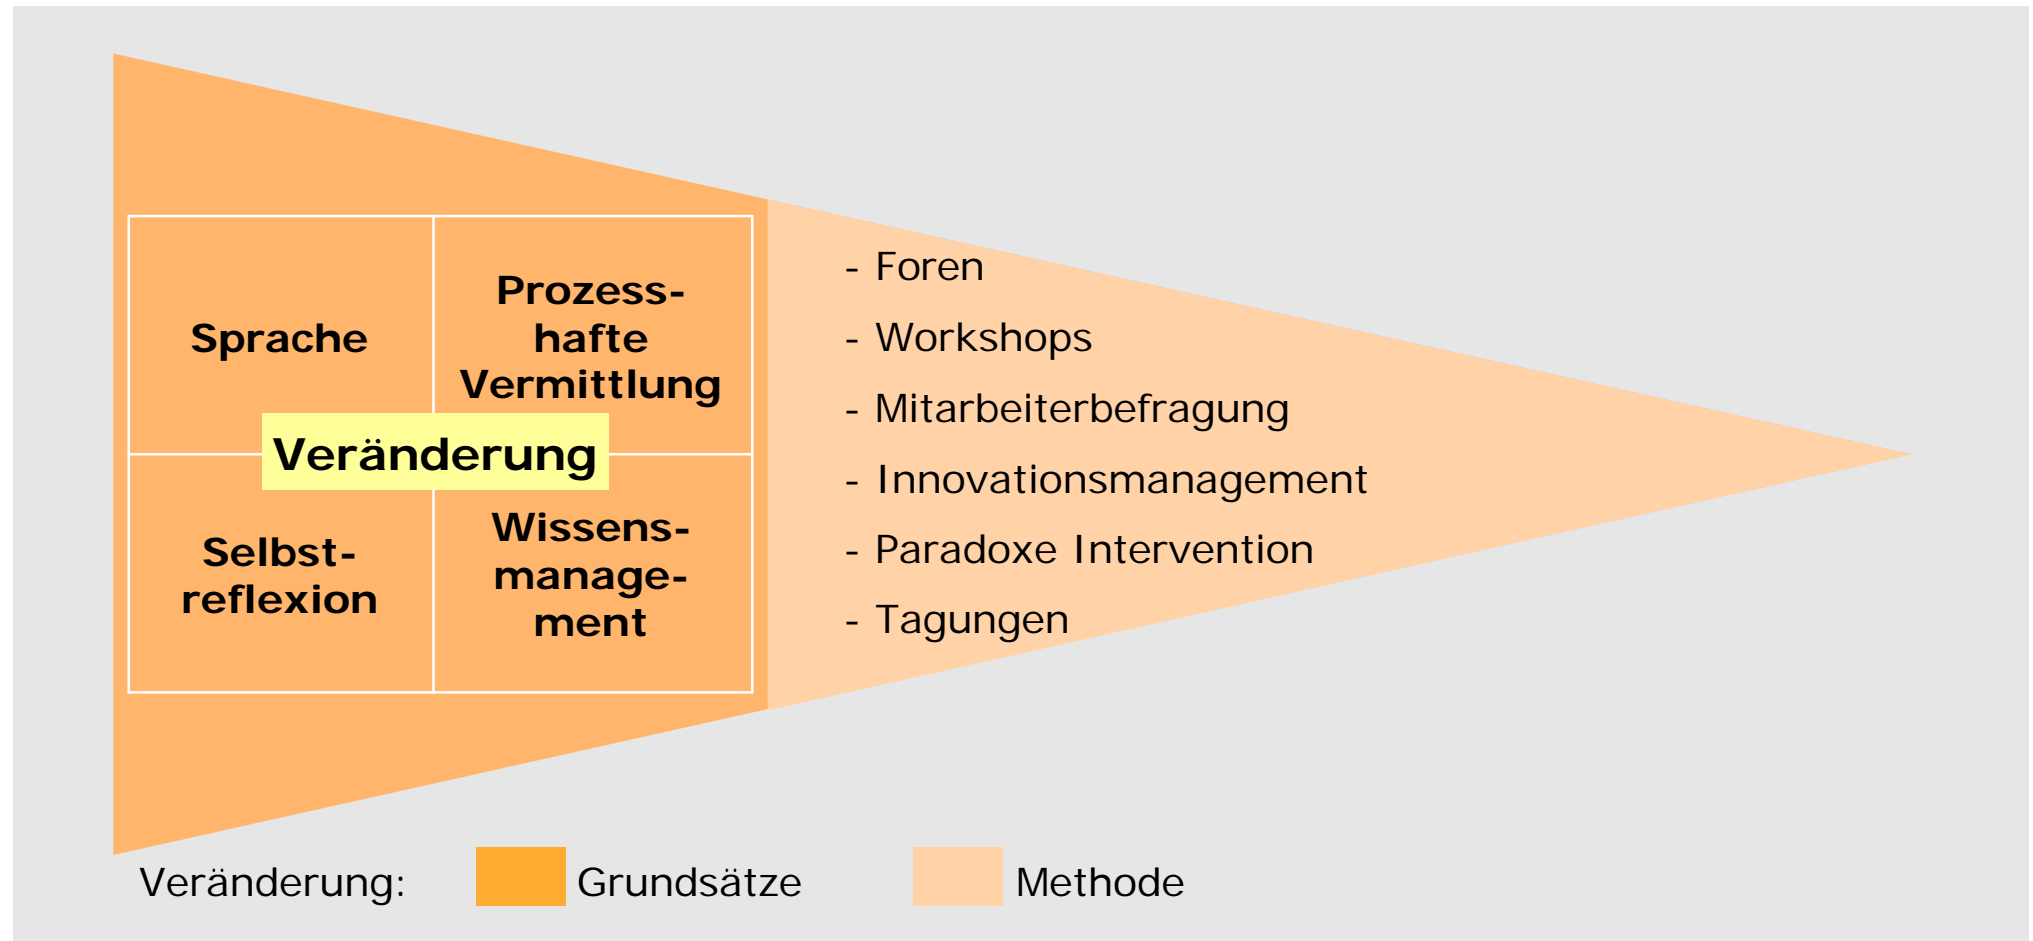 Sprache
Prozess-
hafte
Vermittlung
Veränderung
Selbst-
reflexion
Wissens-
manage-
ment
- Foren
- Workshops
- Mitarbeiterbefragung
- Innovationsmanagement
- Paradoxe Intervention
- Tagungen
Veränderung: Grundsätze Methode